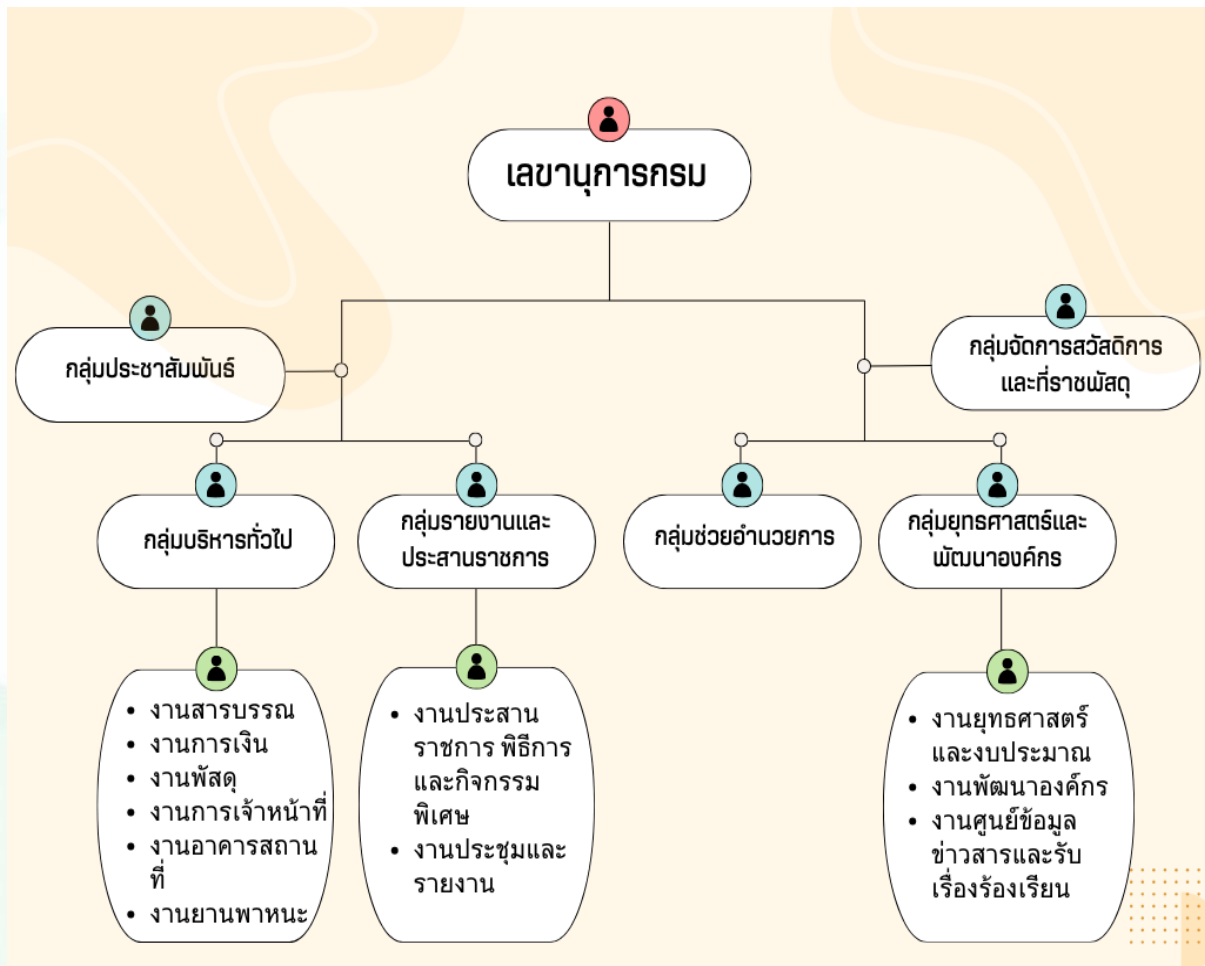 เลขานุการกรม
กลุ่มประชาสัมพันธ์
กลุ่มจัดการสวัสดิการ
และที่ราชพัสดุ
กลุ่มบริหารทั่วไป
กลุ่มรายงานและ
ประสานราชการ
กลุ่มช่วยอำนวยการ
กลุ่มยุทธศาสตร์และ
พัฒนาองค์กร
• งานสารบรรณ
• งานการเงิน
• งานพัสดุ
• งานการเจ้าหน้าที่
• งานอาคารสถาน
ที่
• งานยานพาหนะ
• งานประสาน
ราชการ พิธีการ
และกิจกรรม
พิเศษ
• งานประชุมและ
รายงาน
• งานยุทธศาสตร์
และงบประมาณ
• งานพัฒนาองค์กร
• งานศูนย์ข้อมูล
ข่าวสารและรับ
เรื่องร้องเรียน